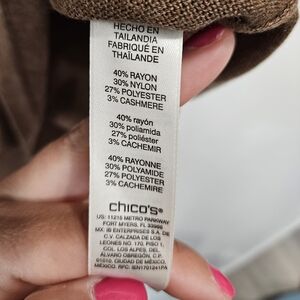 HECHO EN
TAILANDIA
FABRIQUÉ EN
THAÏLANDE
40% RAYON
30% NYLON
27% POLYESTER
3% CASHMERE
40% rayón
30% poliamida
27% poliéster
3% CACHEMIR
40% RAYONNE
30% POLYAMIDE
27% POLYESTER
3% CACHEMIR
chico's
US: 11215 METRO PARKWAY
FORT MYERS, FL 33966
MX: IB ENTERPRISES S.A. DE
C.V. CALZADA DE LOS
LEONES NO. 170, PISO 1,
COL. LOS ALPES, DEL.
ÁLVARO OBREGÓN, C.P.
01010, CIUDAD DE MÉXICO,
MÉXICO. RFC: IEN1701241PA